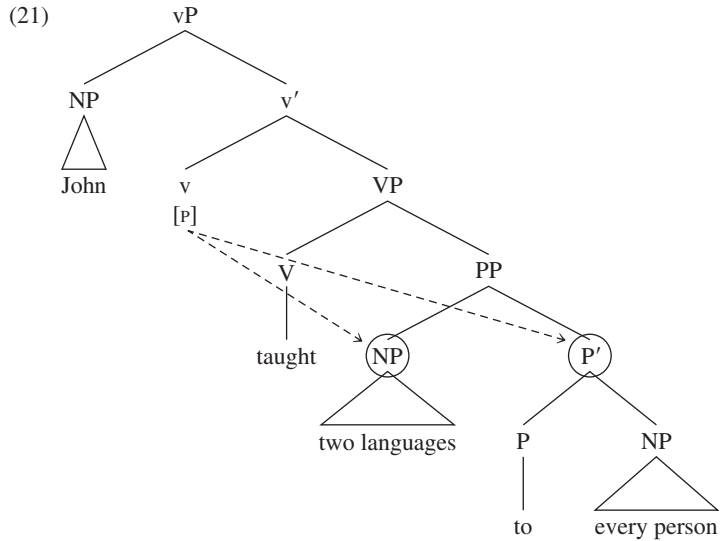 (21) vP
NP v′
John v VP
[P]
V PP
taught NP P′
two languages P NP
to every person